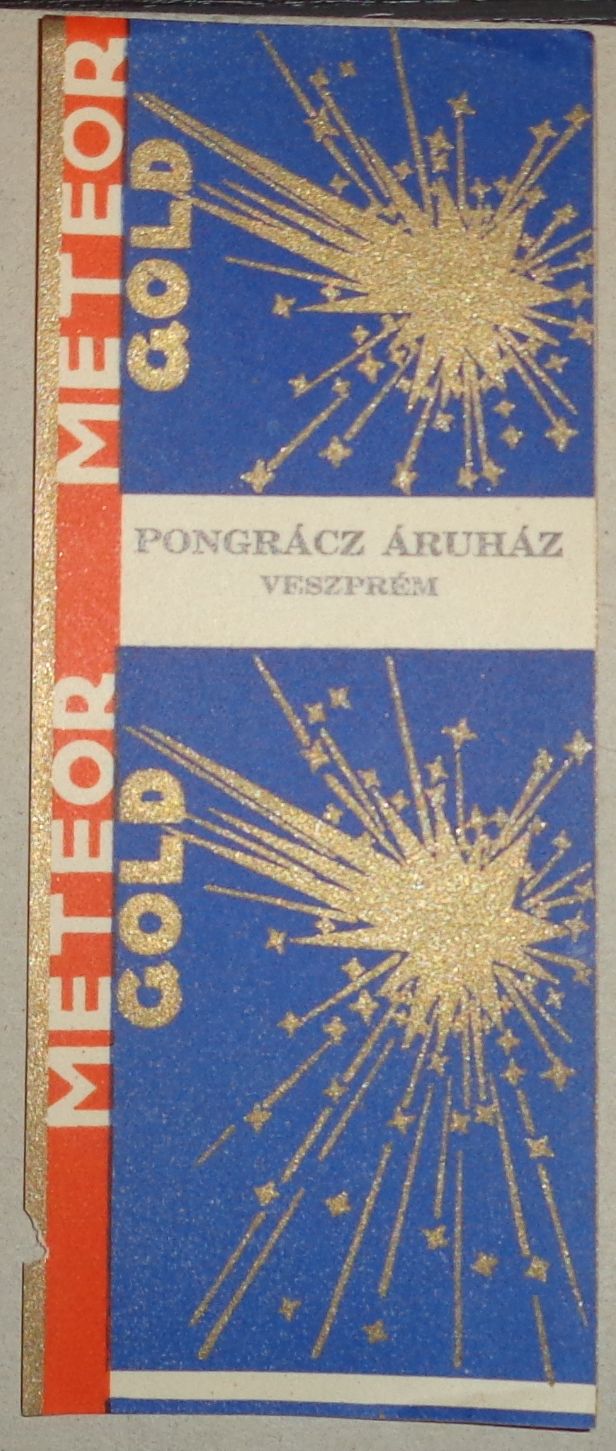 METEOR
GOLD
PONGRÁCZ ÁRUHÁZ
VESZPRÉM
METEOR
GOLD